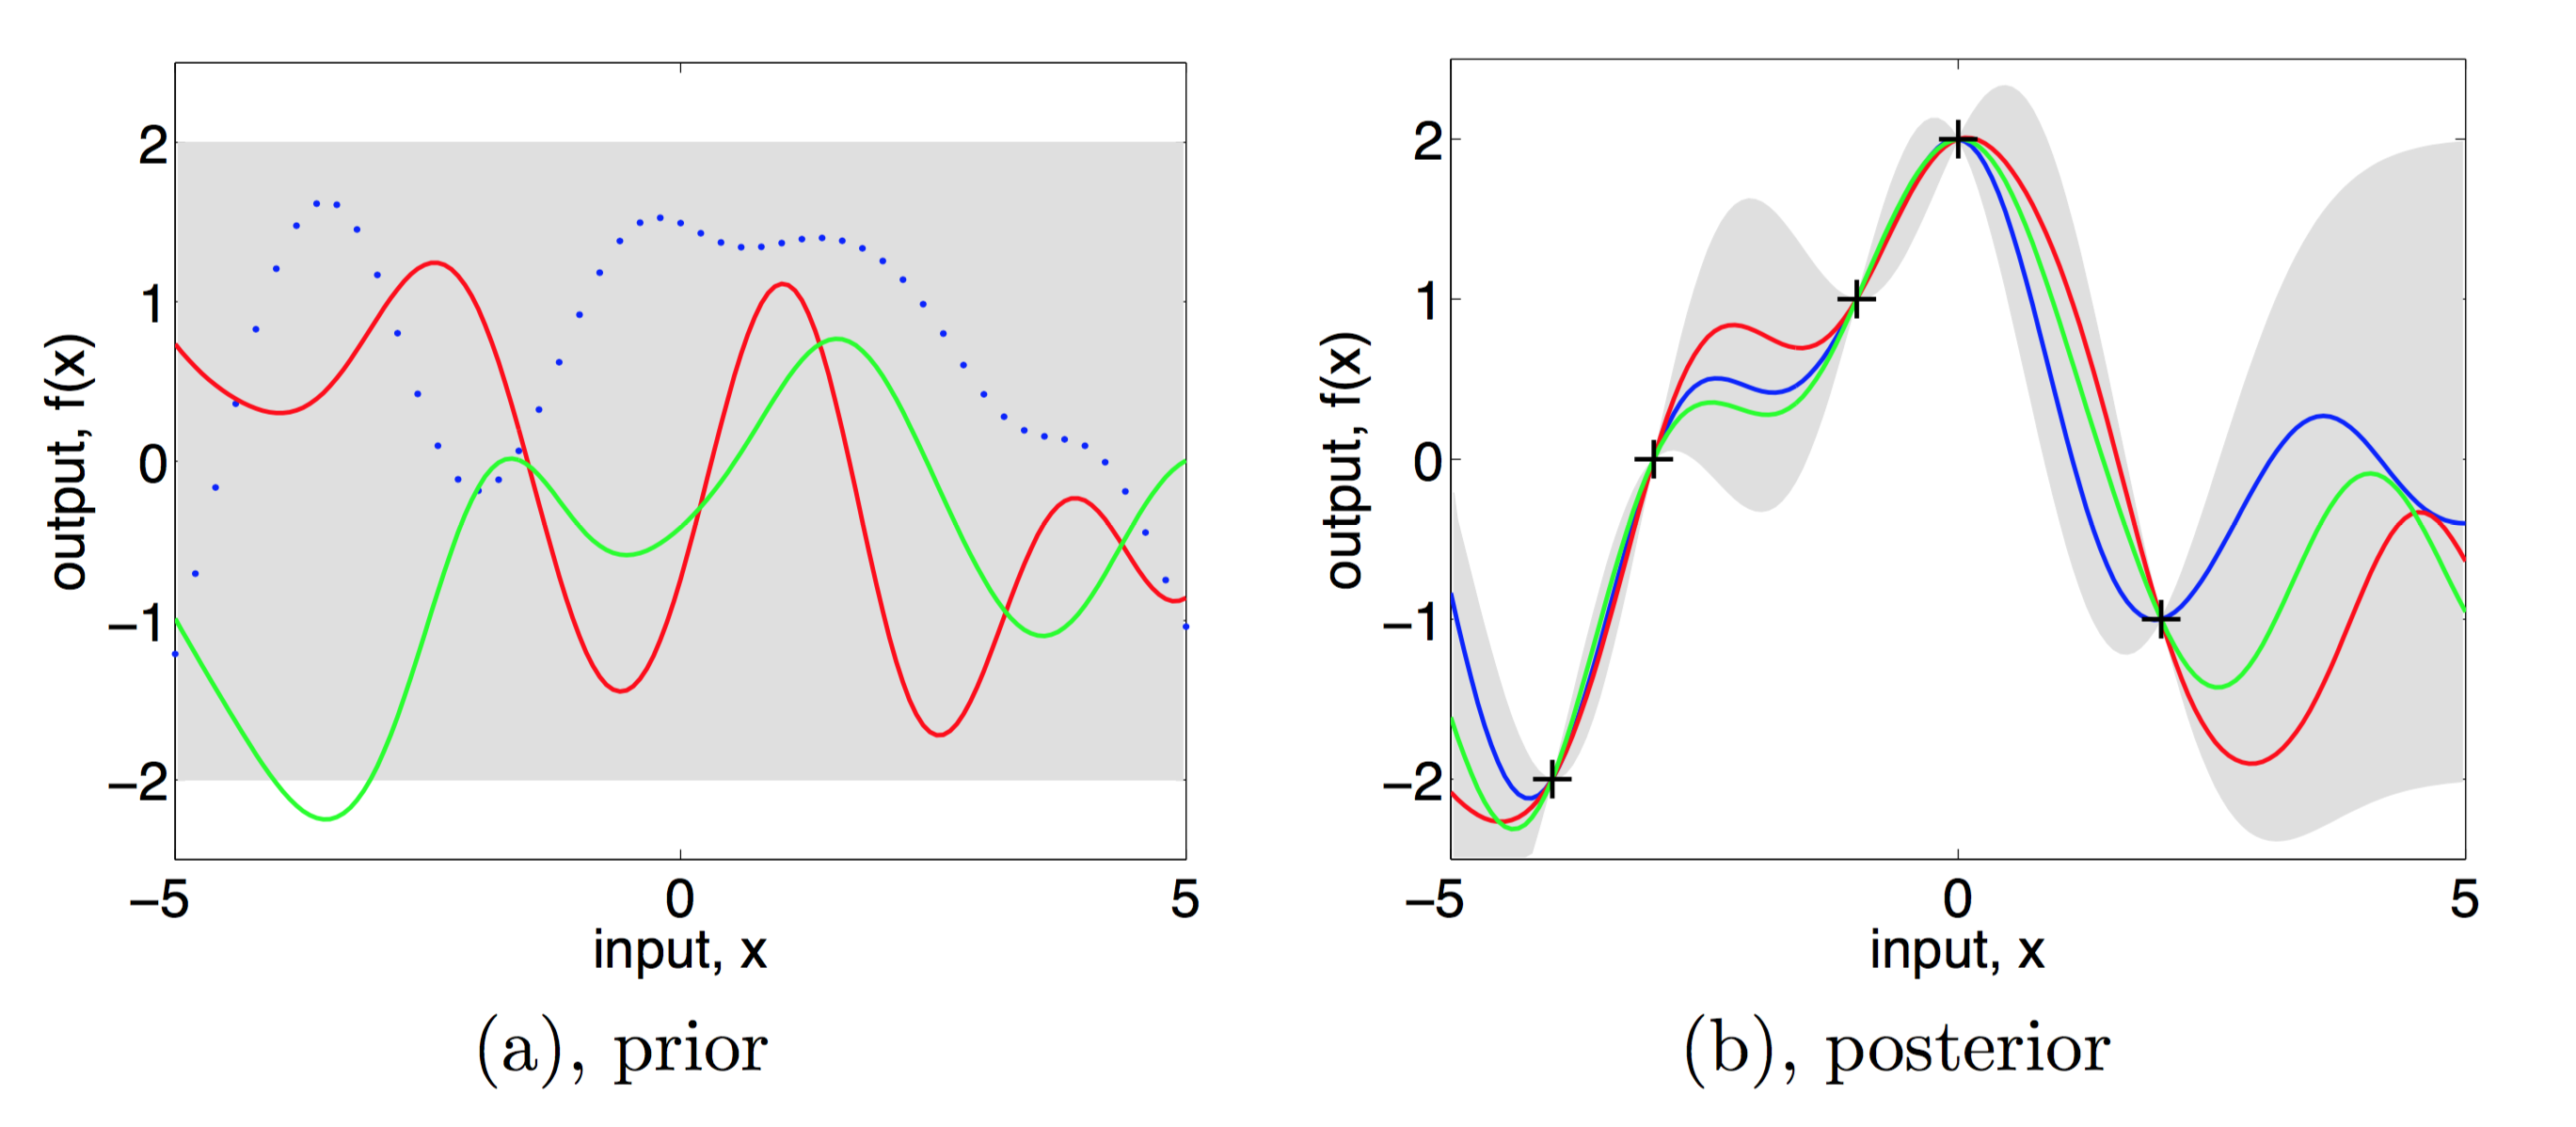 output, f(x)
2
1
0
−1
−2
−5
0
5
input, x
(a), prior
output, f(x)
2
1
0
−1
−2
−5
0
5
input, x
(b), posterior